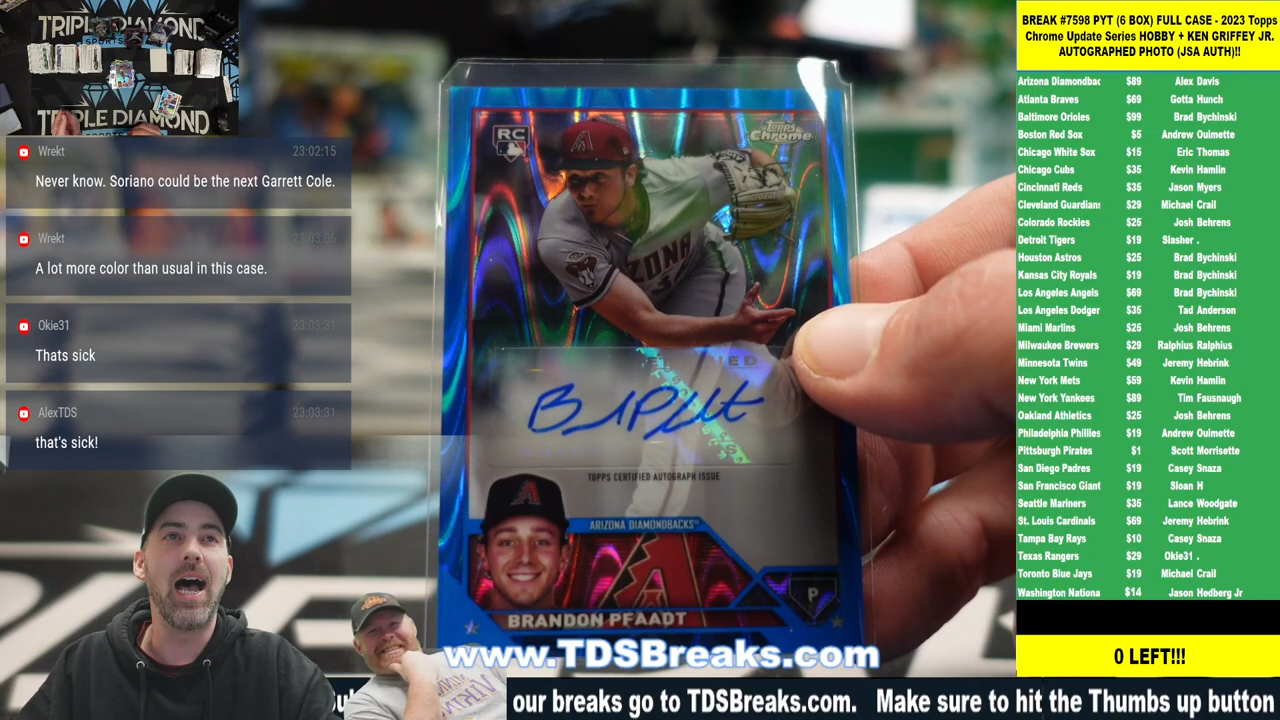 TRIPLE DIAMOND
SPORTS
TRIPLE DIAMOND
Wrekt 23:02:15
Never know. Soriano could be the next Garrett Cole.
Wrekt 23:03:06
A lot more color than usual in this case.
Okie31 23:03:31
Thats sick
AlexTDS 23:03:31
that's sick!
RC
Topps
Chrome
TOPPS CERTIFIED AUTOGRAPH ISSUE
ARIZONA DIAMONDBACKS
P
BRANDON PFAADT
www.TDSBreaks.com
our breaks go to TDSBreaks.com. Make sure to hit the Thumbs up button
BREAK #7598 PYT (6 BOX) FULL CASE - 2023 Topps
Chrome Update Series HOBBY + KEN GRIFFEY JR.
AUTOGRAPHED PHOTO (JSA AUTH)!!
Arizona Diamondbac $89 Alex Davis
Atlanta Braves $69 Gotta Hunch
Baltimore Orioles $99 Brad Bychinski
Boston Red Sox $5 Andrew Ouimette
Chicago White Sox $15 Eric Thomas
Chicago Cubs $35 Kevin Hamlin
Cincinnati Reds $35 Jason Myers
Cleveland Guardians $29 Michael Crail
Colorado Rockies $25 Josh Behrens
Detroit Tigers $19 Slasher .
Houston Astros $25 Brad Bychinski
Kansas City Royals $19 Brad Bychinski
Los Angeles Angels $69 Brad Bychinski
Los Angeles Dodger $35 Tad Anderson
Miami Marlins $25 Josh Behrens
Milwaukee Brewers $29 Ralphius Ralphius
Minnesota Twins $49 Jeremy Hebrink
New York Mets $59 Kevin Hamlin
New York Yankees $89 Tim Fausnaugh
Oakland Athletics $25 Josh Behrens
Philadelphia Phillies $19 Andrew Ouimette
Pittsburgh Pirates $1 Scott Morrisette
San Diego Padres $19 Casey Snaza
San Francisco Giant $19 Sloan H
Seattle Mariners $35 Lance Woodgate
St. Louis Cardinals $69 Jeremy Hebrink
Tampa Bay Rays $10 Casey Snaza
Texas Rangers $29 Okie31 .
Toronto Blue Jays $19 Michael Crail
Washington Nationa $14 Jason Hedberg Jr
0 LEFT!!!